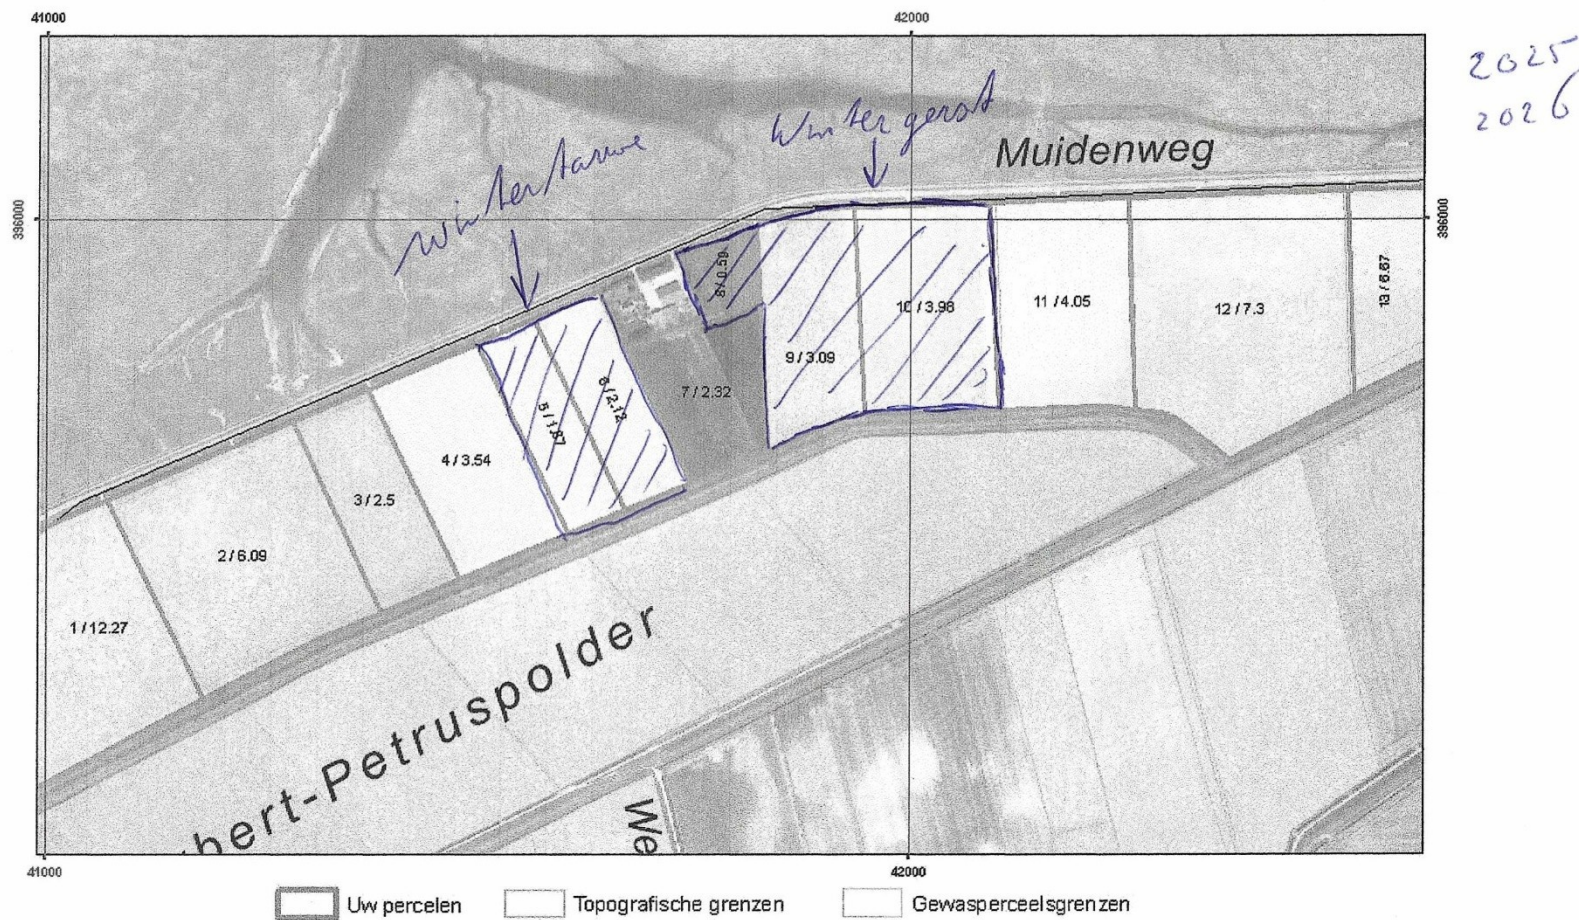 41000
42000
2025
2026
Wintertarwe
Wintergerst
Muidenweg
396000
396000
8 / 0.59
10 / 3.98
11 / 4.05
12 / 7.3
13 / 6.67
9 / 3.09
6 / 2.12
7 / 2.32
5 / 1.87
4 / 3.54
3 / 2.5
2 / 6.09
1 / 12.27
bert-Petruspolder
We
41000
42000
Uw percelen
Topografische grenzen
Gewasperceelsgrenzen